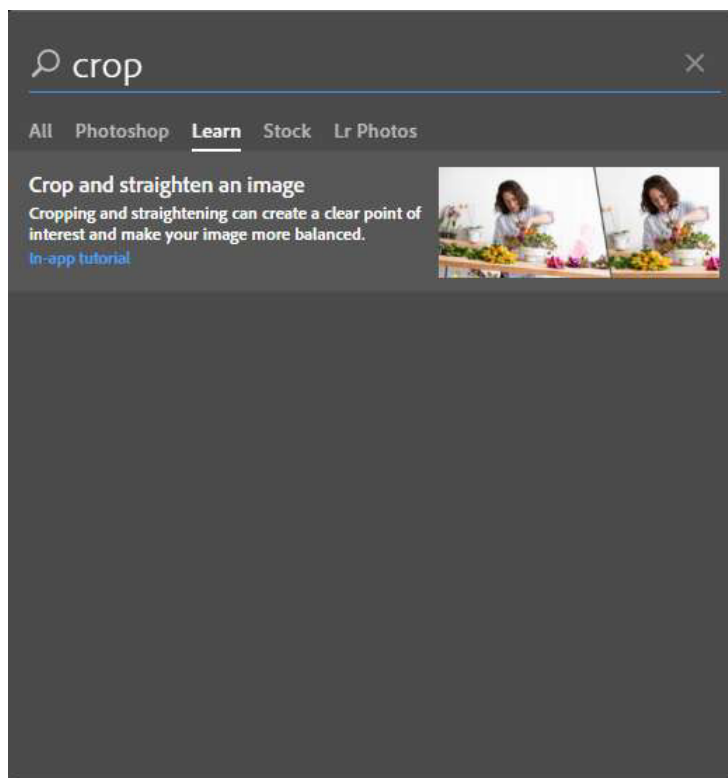 crop
All Photoshop Learn Stock Lr Photos
Crop and straighten an image
Cropping and straightening can create a clear point of
interest and make your image more balanced.
In-app tutorial